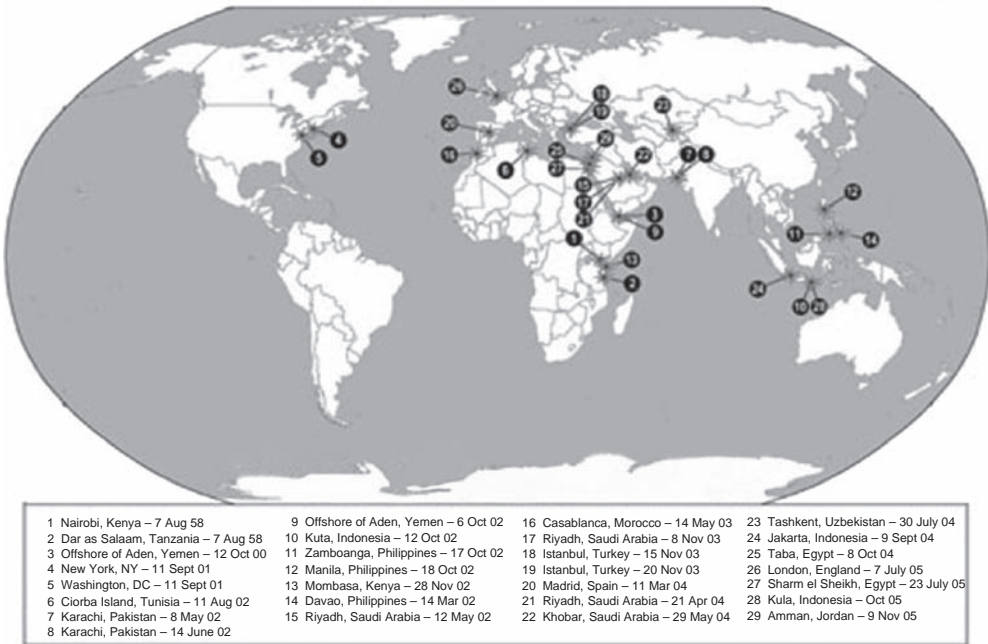 1 Nairobi, Kenya – 7 Aug 58
2 Dar as Salaam, Tanzania – 7 Aug 58
3 Offshore of Aden, Yemen – 12 Oct 00
4 New York, NY – 11 Sept 01
5 Washington, DC – 11 Sept 01
6 Ciorba Island, Tunisia – 11 Aug 02
7 Karachi, Pakistan – 8 May 02
8 Karachi, Pakistan – 14 June 02
9 Offshore of Aden, Yemen – 6 Oct 02
10 Kuta, Indonesia – 12 Oct 02
11 Zamboanga, Philippines – 17 Oct 02
12 Manila, Philippines – 18 Oct 02
13 Mombasa, Kenya – 28 Nov 02
14 Davao, Philippines – 14 Mar 02
15 Riyadh, Saudi Arabia – 12 May 02
16 Casablanca, Morocco – 14 May 03
17 Riyadh, Saudi Arabia – 8 Nov 03
18 Istanbul, Turkey – 15 Nov 03
19 Istanbul, Turkey – 20 Nov 03
20 Madrid, Spain – 11 Mar 04
21 Riyadh, Saudi Arabia – 21 Apr 04
22 Khobar, Saudi Arabia – 29 May 04
23 Tashkent, Uzbekistan – 30 July 04
24 Jakarta, Indonesia – 9 Sept 04
25 Taba, Egypt – 8 Oct 04
26 London, England – 7 July 05
27 Sharm el Sheikh, Egypt – 23 July 05
28 Kula, Indonesia – Oct 05
29 Amman, Jordan – 9 Nov 05